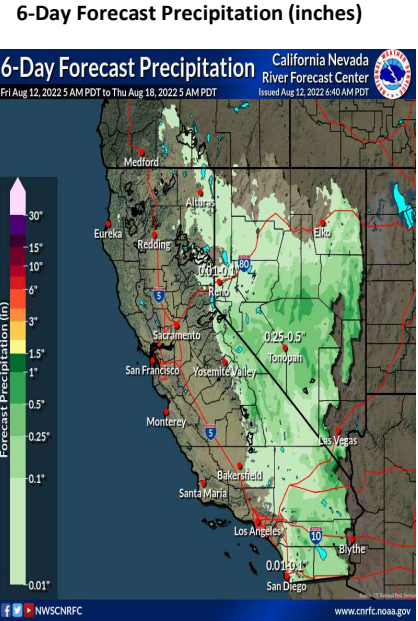 6-Day Forecast Precipitation (inches)
6-Day Forecast Precipitation
California Nevada
River Forecast Center
Fri Aug 12, 2022 5 AM PDT to Thu Aug 18, 2022 5 AM PDT
Issued Aug 12, 2022 6:40 AM PDT
NATIONAL WEATHER SERVICE
Medford
Alturas
Eureka
Redding
Elko
80
0.01-0.1"
Reno
5
Sacramento
0.25-0.5"
Tonopah
San Francisco
Yosemite Valley
Monterey
5
Las Vegas
Bakersfield
Santa Maria
Los Angeles
10
Blythe
0.01-0.1"
San Diego
Forecast Precipitation (in)
30"
15"
10"
6"
3"
1.5"
1"
0.5"
0.25"
0.1"
0.01"
NWSCNRFC
www.cnrfc.noaa.gov